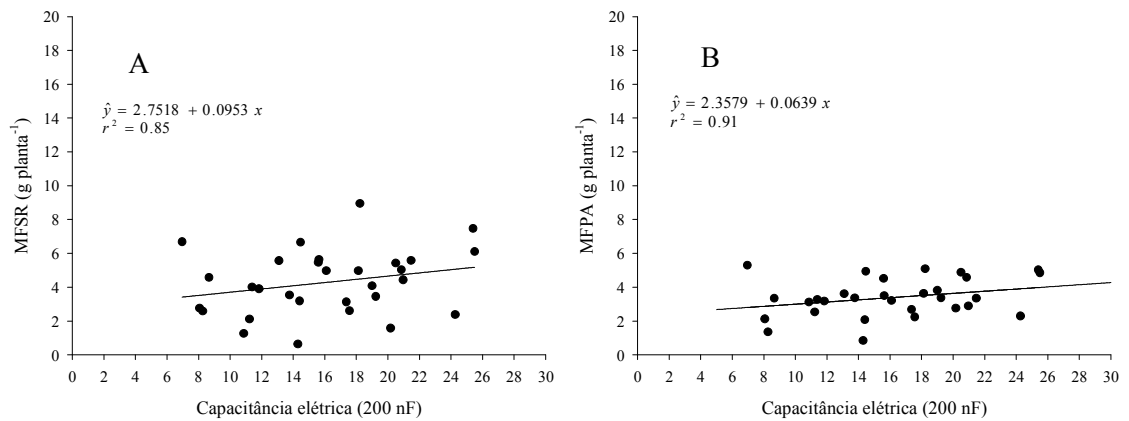 A
ŷ = 2.7518 + 0.0953 x
r² = 0.85
MFSR (g planta⁻¹)
20
18
16
14
12
10
8
6
4
2
0
0 2 4 6 8 10 12 14 16 18 20 22 24 26 28 30
Capacitância elétrica (200 nF)
B
ŷ = 2.3579 + 0.0639 x
r² = 0.91
MFPA (g planta⁻¹)
20
18
16
14
12
10
8
6
4
2
0
0 2 4 6 8 10 12 14 16 18 20 22 24 26 28 30
Capacitância elétrica (200 nF)